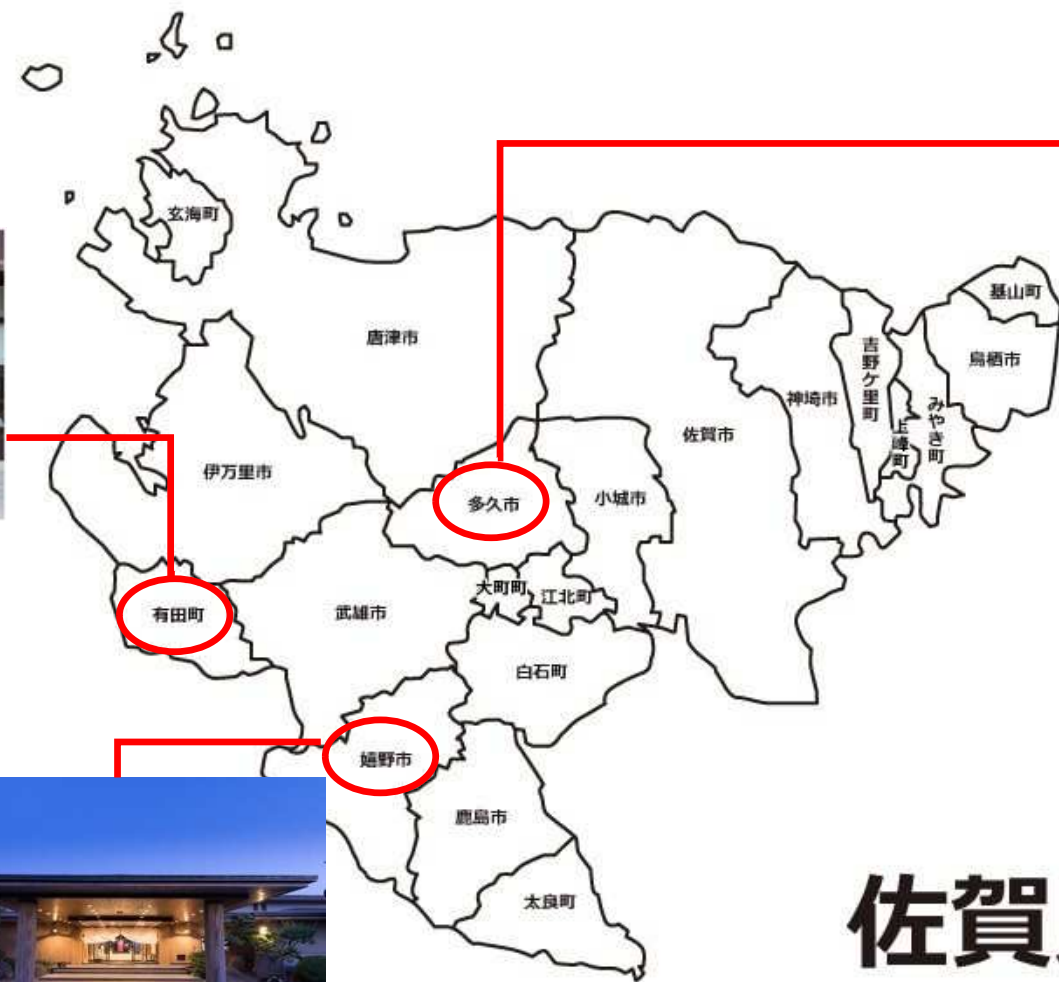 玄海町
基山町
唐津市
吉野ケ里町
鳥栖市
神埼市
みやき町
上峰町
佐賀市
伊万里市
多久市
小城市
大町町
江北町
有田町
武雄市
白石町
嬉野市
鹿島市
太良町
佐賀